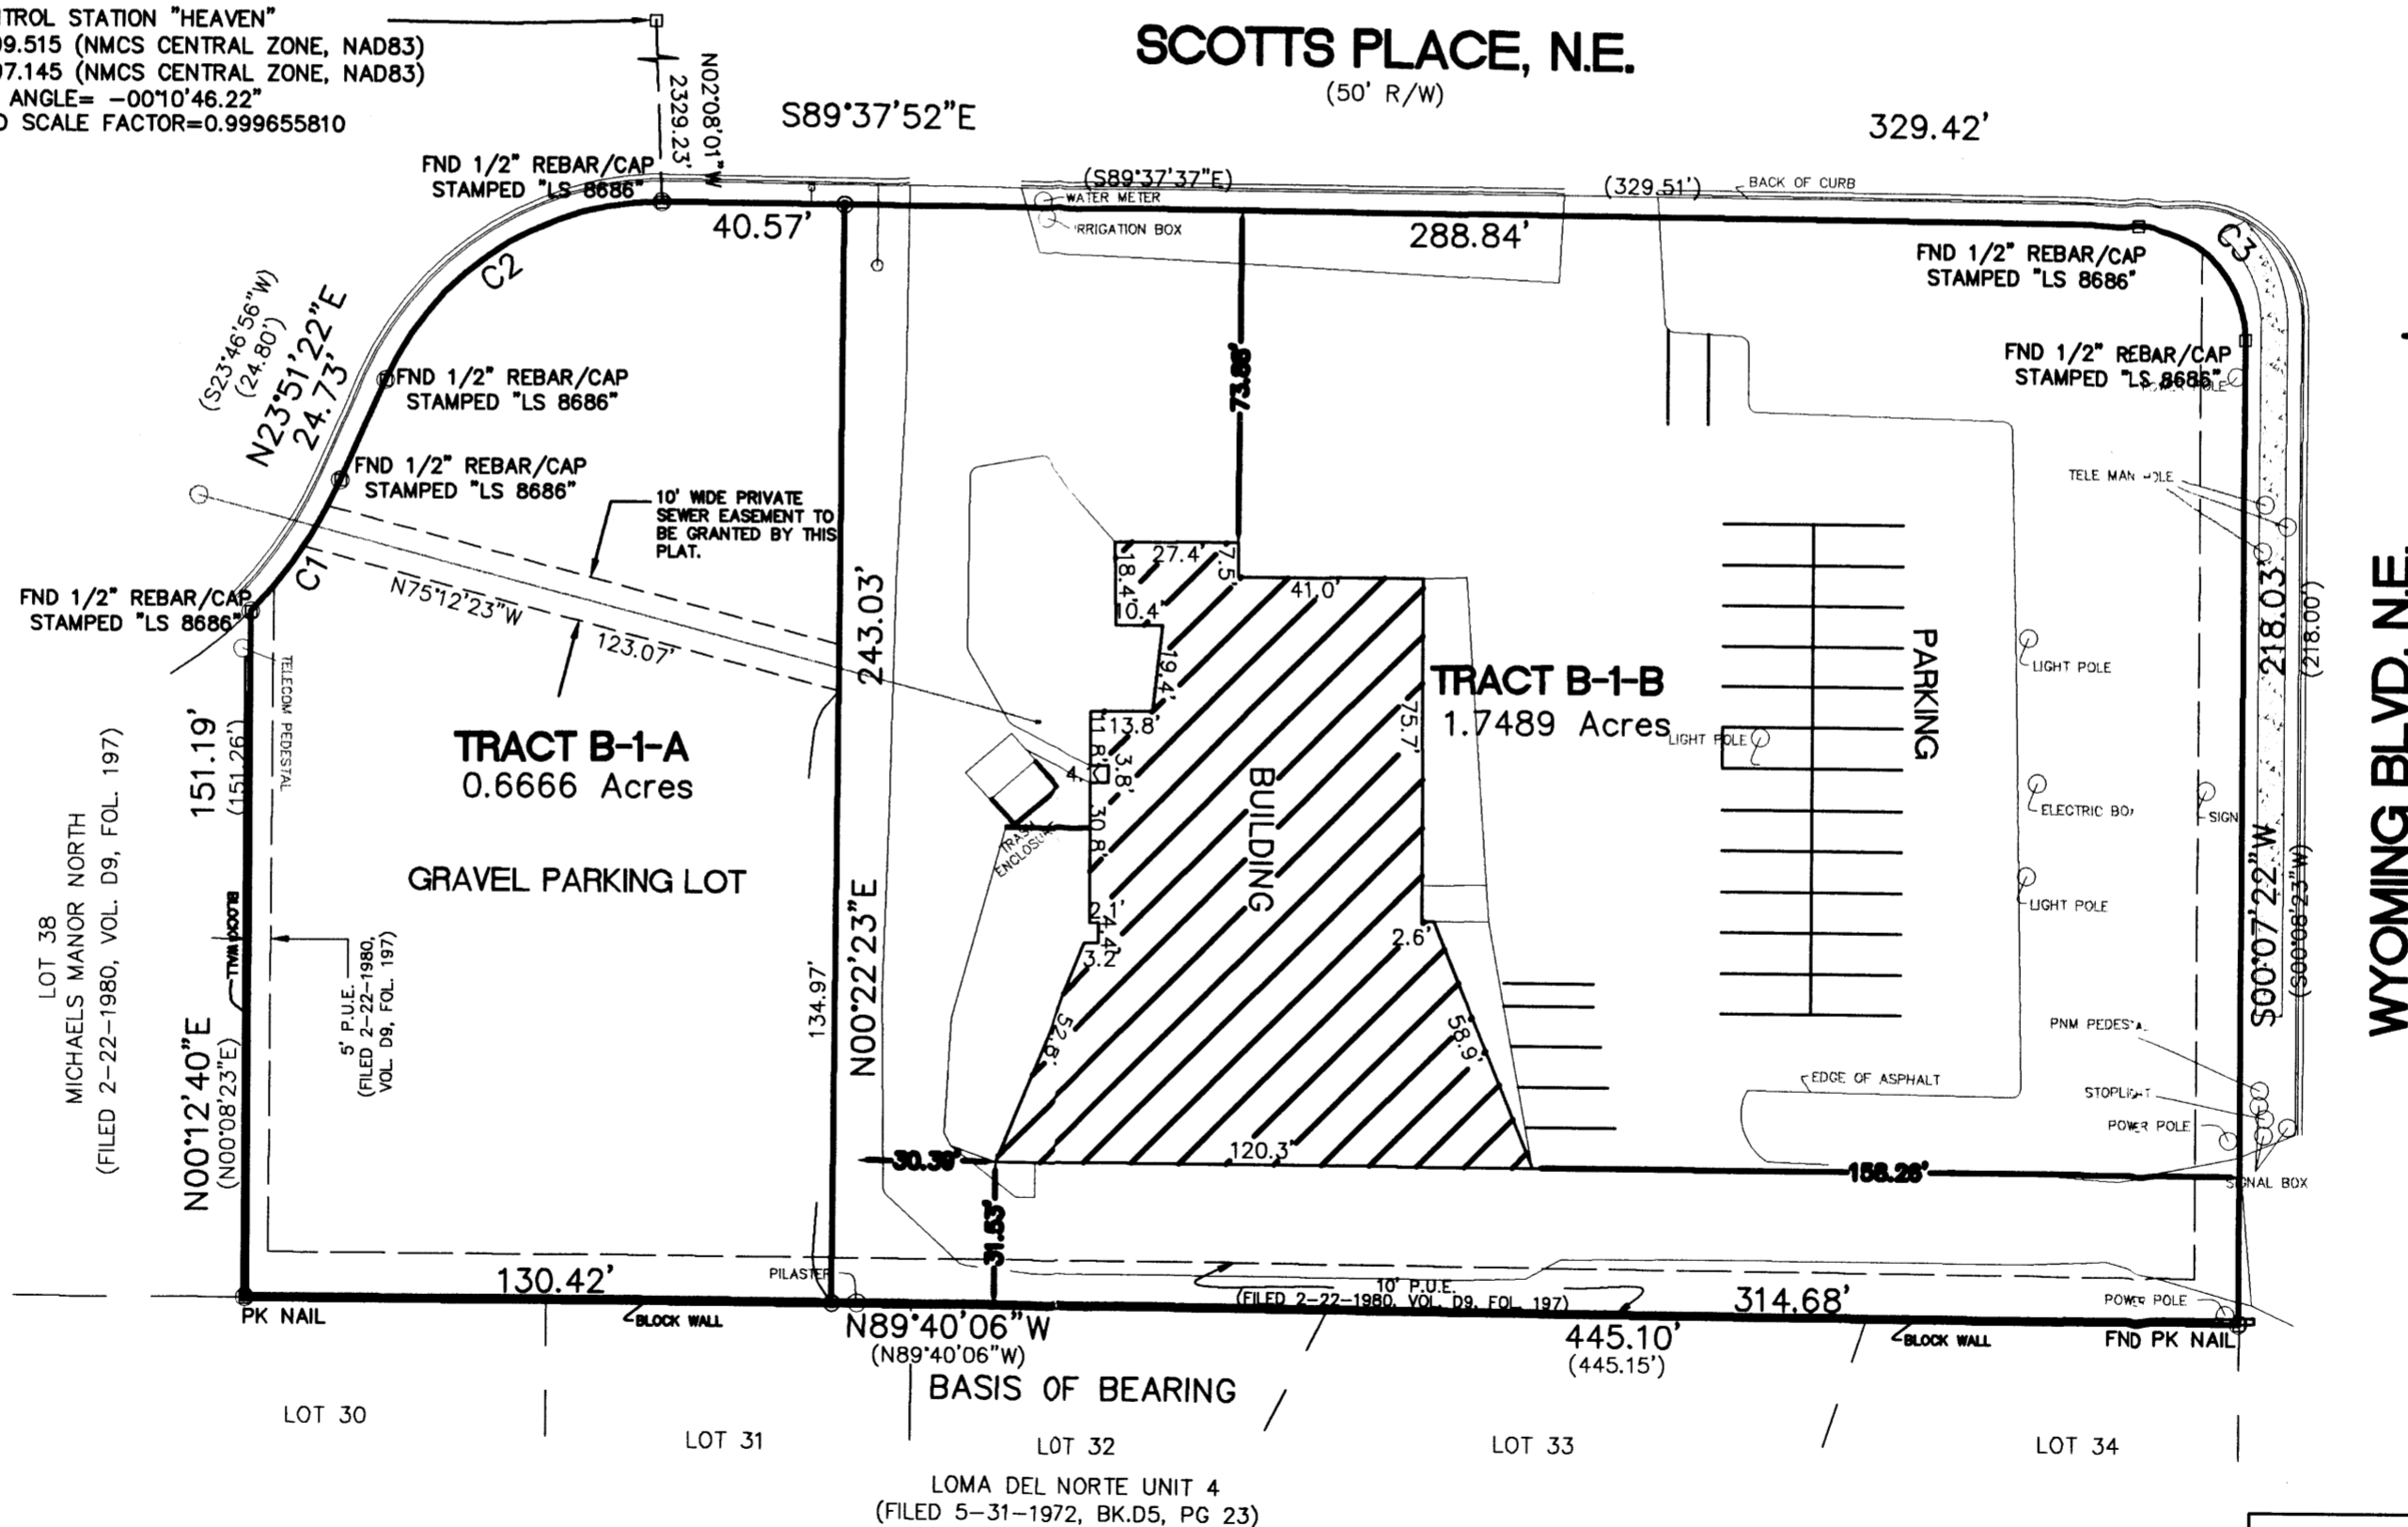 TROL STATION "HEAVEN"
9.515 (NMCS CENTRAL ZONE, NAD83)
7.145 (NMCS CENTRAL ZONE, NAD83)
ANGLE= -00°10'46.22"
SCALE FACTOR=0.999655810
N02°08'01"W
2329.23'
SCOTTS PLACE, N.E.
(50' R/W)
S89°37'52"E
329.42'
(S89°37'37"E)
(329.51')
BACK OF CURB
WATER METER
IRRIGATION BOX
FND 1/2" REBAR/CAP
STAMPED "LS 8686"
40.57'
288.84'
C2
C3
FND 1/2" REBAR/CAP
STAMPED "LS 8686"
FND 1/2" REBAR/CAP
STAMPED "LS 8686"
POWER POLE
(S23°46'56"W)
(24.80')
N23°51'22"E
24.73'
FND 1/2" REBAR/CAP
STAMPED "LS 8686"
FND 1/2" REBAR/CAP
STAMPED "LS 8686"
10' WIDE PRIVATE
SEWER EASEMENT TO
BE GRANTED BY THIS
PLAT.
C1
N75°12'23"W
123.07'
FND 1/2" REBAR/CAP
STAMPED "LS 8686"
TELECOM PEDESTAL
243.03'
N00°22'23"E
134.97'
27.4'
7.5'
18.4'
10.4'
41.0'
19.4'
13.8'
3.8'
30.8'
2.1'
4.4'
3.2'
52.8'
75.7'
2.6'
58.9'
120.3'
BUILDING
TRASH
ENCLOSURE
TRACT B-1-A
0.6666 Acres
GRAVEL PARKING LOT
TRACT B-1-B
1.7489 Acres
LIGHT POLE
PARKING
TELE MAN
LIGHT POLE
ELECTRIC BO
SIGN
LIGHT POLE
218.03'
(218.00')
S00°07'22"W
(S00°08'23"W)
WYOMING BLVD. N.E.
PNM
STOPLIGHT
POWER POLE
SIGNAL BOX
EDGE OF ASPHALT
151.19'
(151.26')
N00°12'40"E
(N00°08'23"E)
BLOCK WALL
LOT 38
MICHAELS MANOR NORTH
(FILED 2-22-1980, VOL. D9, FOL. 197)
5' P.U.E.
(FILED 2-22-1980,
VOL. D9, FOL. 197)
30.39'
31.53'
PILASTER
130.42'
10' P.U.E.
(FILED 2-22-1980, VOL. D9, FOL. 197)
314.68'
POWER POLE
PK NAIL
BLOCK WALL
N89°40'06"W
(N89°40'06"W)
445.10'
(445.15')
BLOCK WALL
FND PK NAIL
BASIS OF BEARING
LOT 30
LOT 31
LOT 32
LOT 33
LOT 34
LOMA DEL NORTE UNIT 4
(FILED 5-31-1972, BK.D5, PG 23)